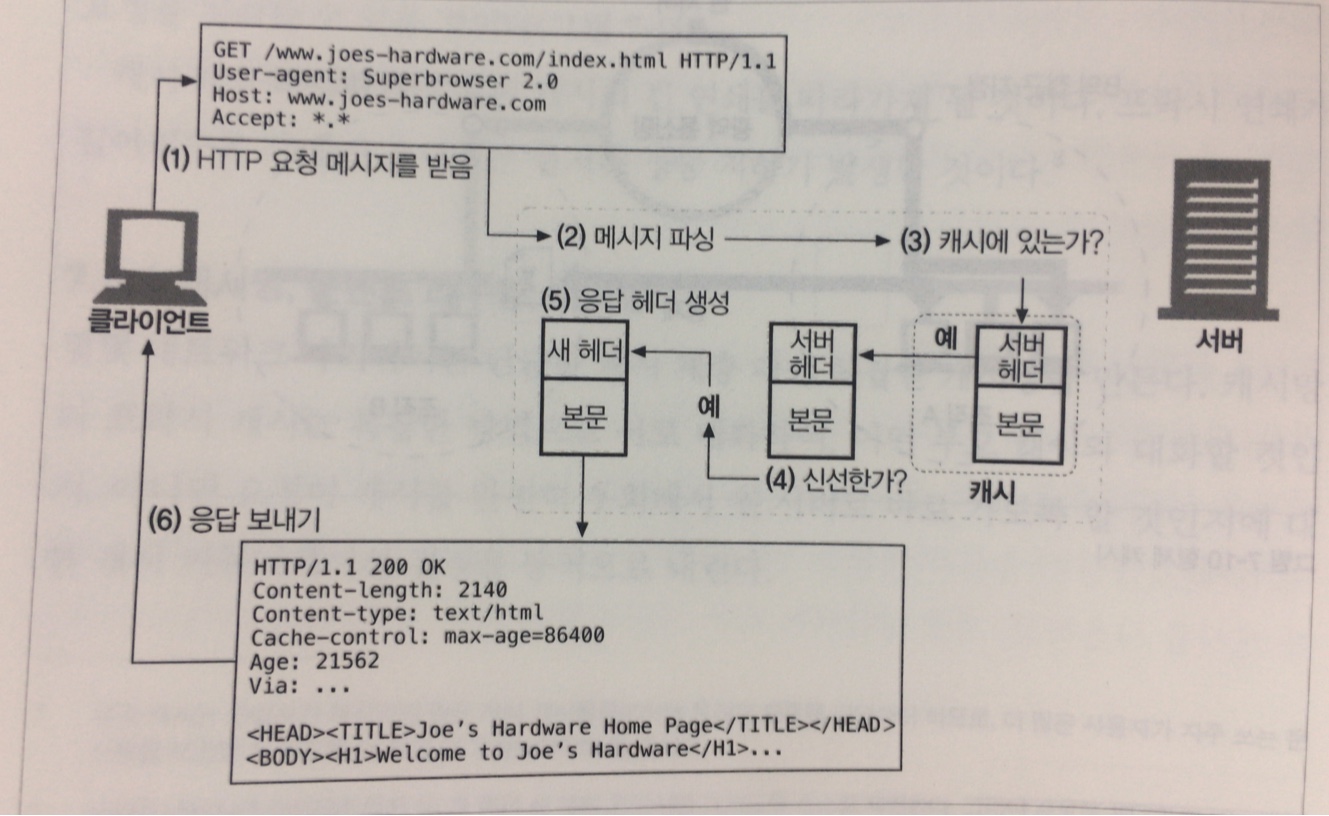 GET /www.joes-hardware.com/index.html HTTP/1.1
User-agent: Superbrowser 2.0
Host: www.joes-hardware.com
Accept: *.*
(1) HTTP 요청 메시지를 받음
(2) 메시지 파싱
(3) 캐시에 있는가?
클라이언트
서버
(5) 응답 헤더 생성
새 헤더
본문
예
서버
헤더
본문
예
서버
헤더
본문
(4) 신선한가?
캐시
(6) 응답 보내기
HTTP/1.1 200 OK
Content-length: 2140
Content-type: text/html
Cache-control: max-age=86400
Age: 21562
Via: ...
<HEAD><TITLE>Joe's Hardware Home Page</TITLE></HEAD>
<BODY><H1>Welcome to Joe's Hardware</H1>...